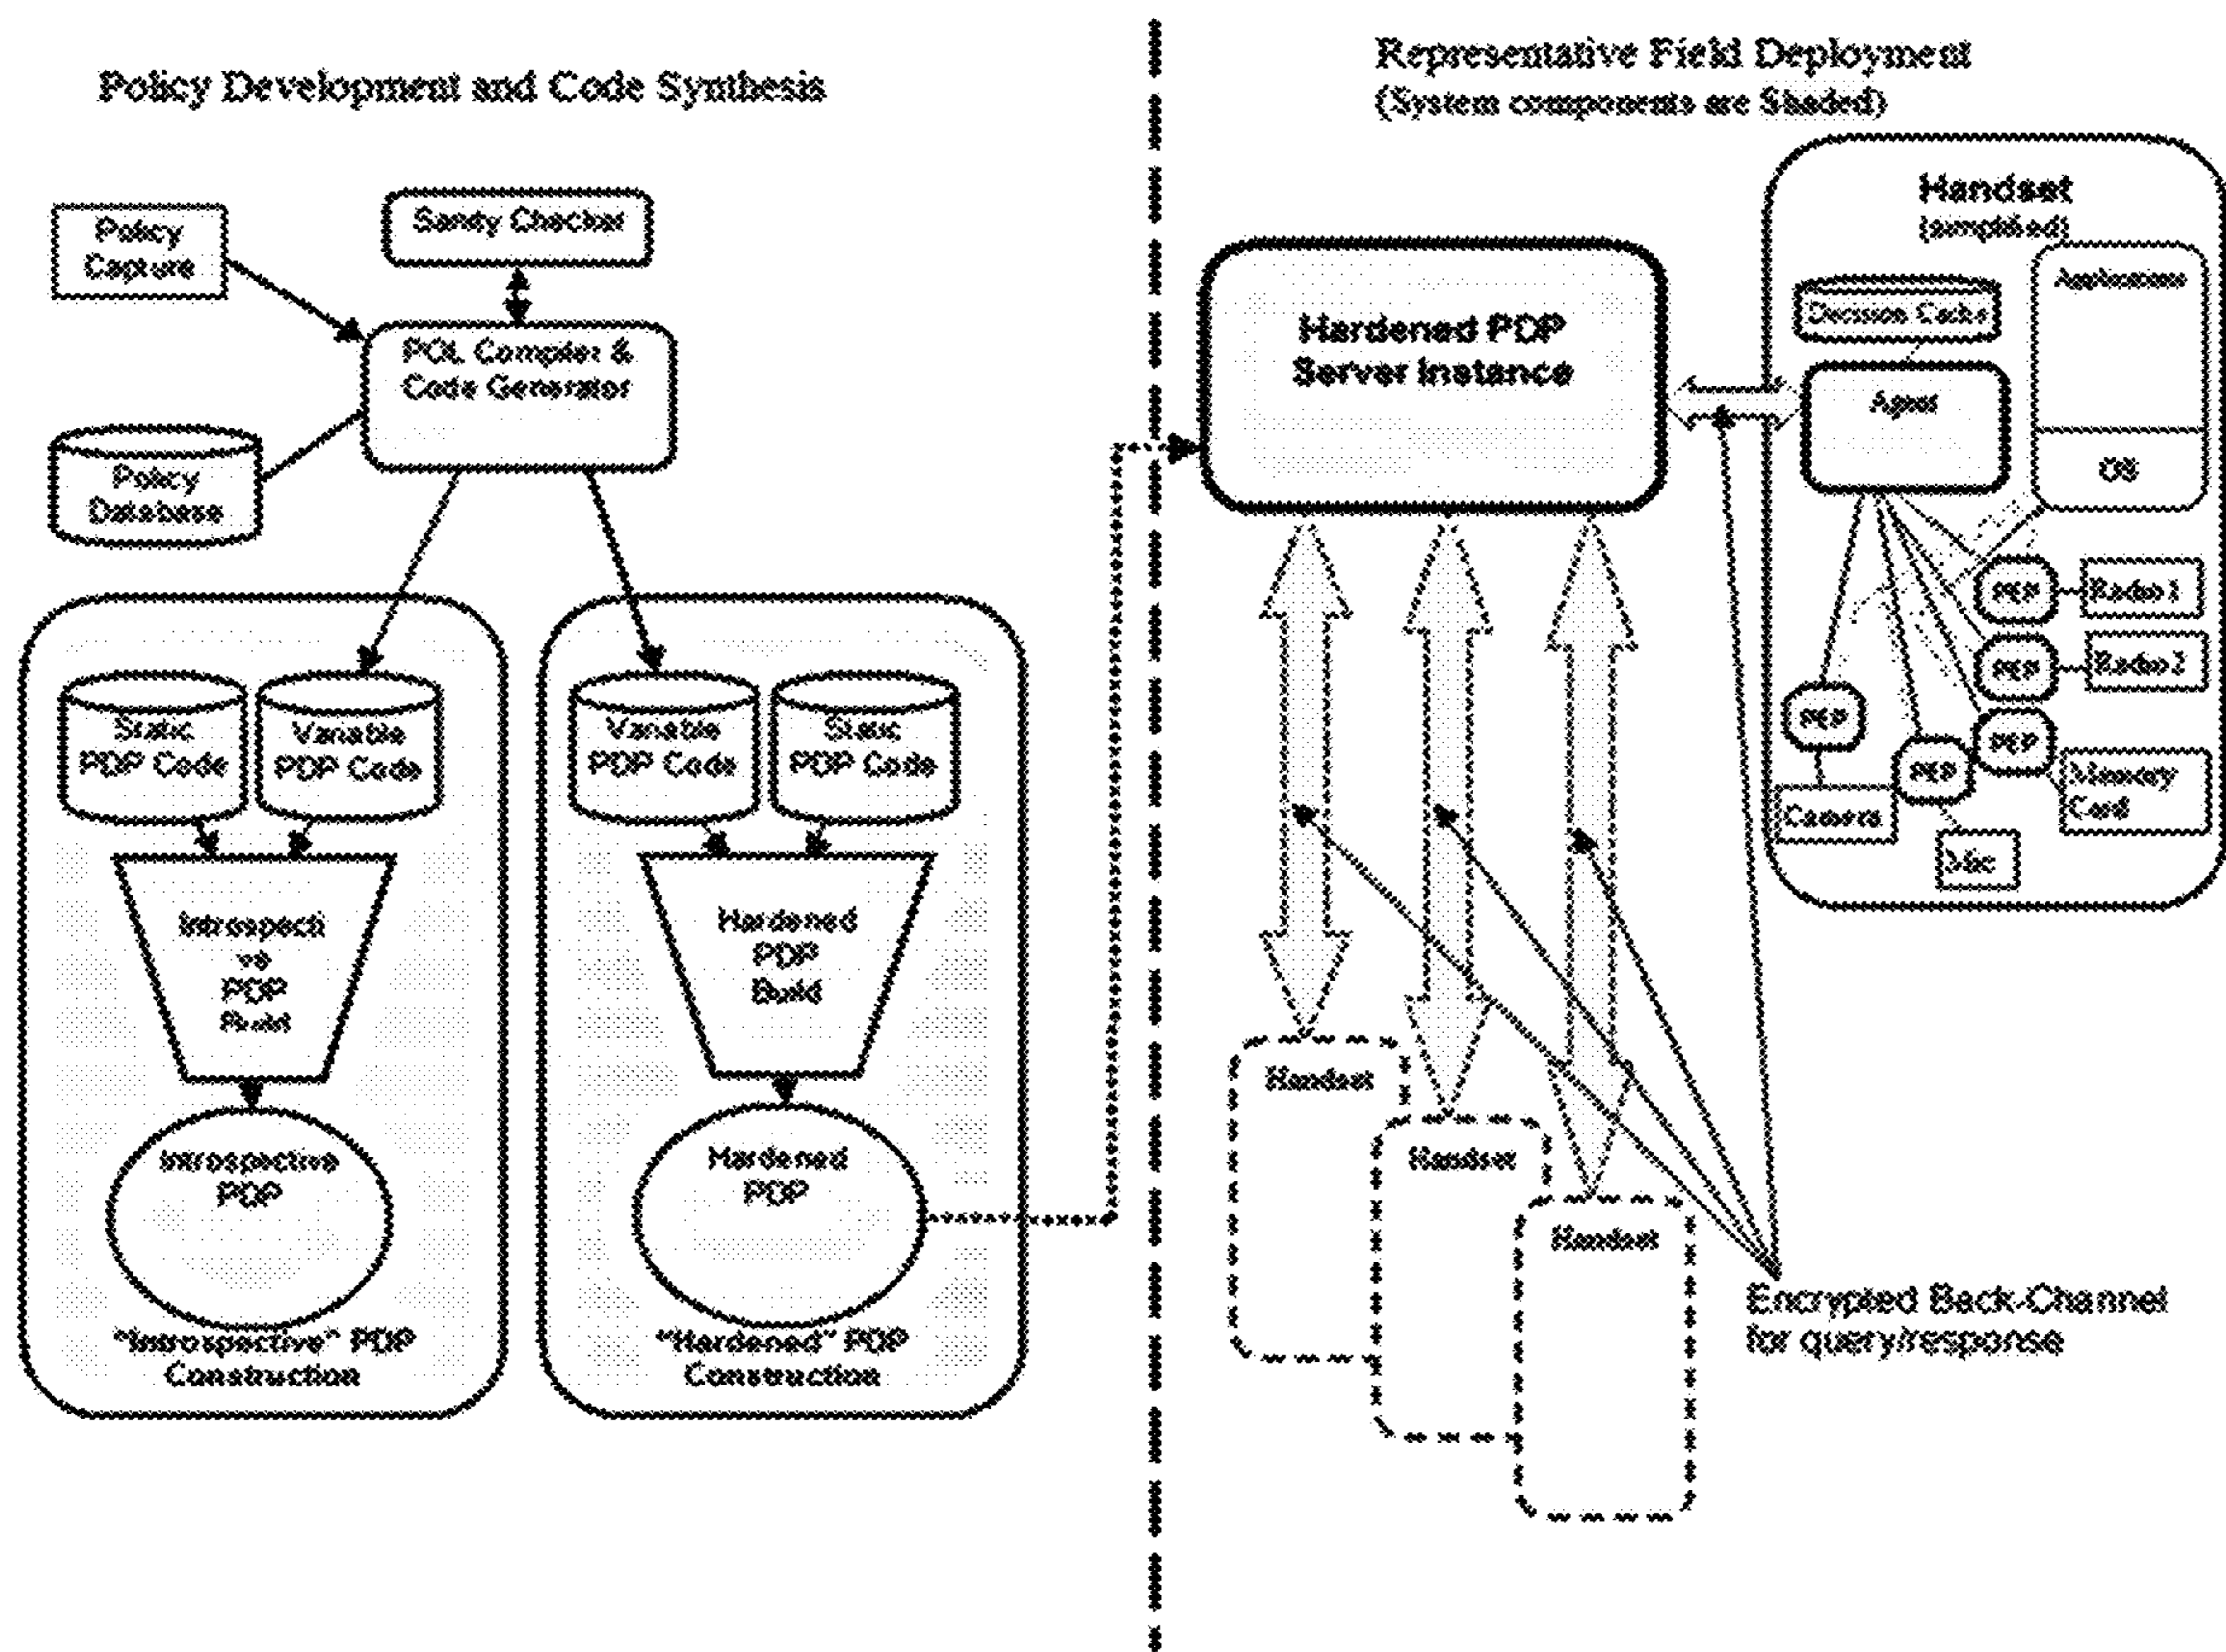 Policy Development and Code Synthesis
Representative Field Deployment
(System components are Shaded)
Policy
Capture
Sanity Checker
PDL Compiler &
Code Generator
Policy
Database
Static
PDP Code
Variable
PDP Code
Introspecti
ve
PDP
Build
Introspective
PDP
"Introspective" PDP
Construction
Variable
PDP Code
Static
PDP Code
Hardened
PDP
Build
Hardened
PDP
"Hardened" PDP
Construction
Hardened PDP
Server Instance
Handset
(simplified)
Decision Cache
Applications
Agent
OS
PEP
Radio1
PEP
Radio2
PEP
PEP
PEP
Memory
Card
Camera
Mic
Handset
Handset
Handset
Encrypted Back-Channel
for query/response